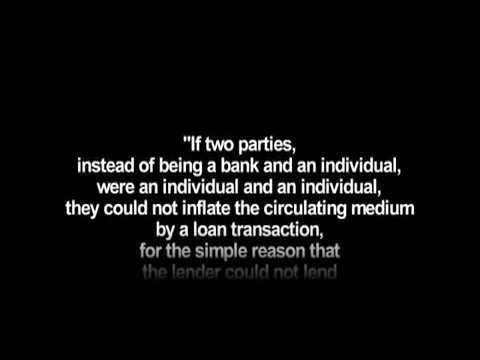 "If two parties,
instead of being a bank and an individual,
were an individual and an individual,
they could not inflate the circulating medium
by a loan transaction,
for the simple reason that
the lender could not lend